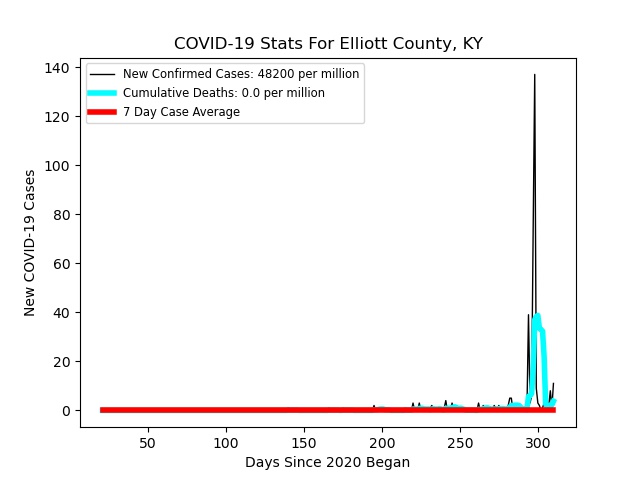 COVID-19 Stats For Elliott County, KY
New Confirmed Cases: 48200 per million
Cumulative Deaths: 0.0 per million
7 Day Case Average
140
120
100
80
60
40
20
0
New COVID-19 Cases
50 100 150 200 250 300
Days Since 2020 Began